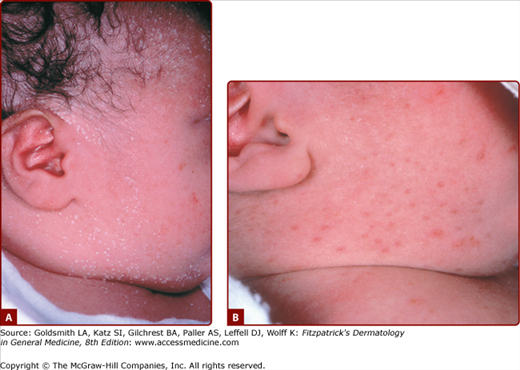 A
B
Source: Goldsmith LA, Katz SI, Gilchrest BA, Paller AS, Leffell DJ, Wolff K: Fitzpatrick's Dermatology
in General Medicine, 8th Edition: www.accessmedicine.com
Copyright © The McGraw-Hill Companies, Inc. All rights reserved.